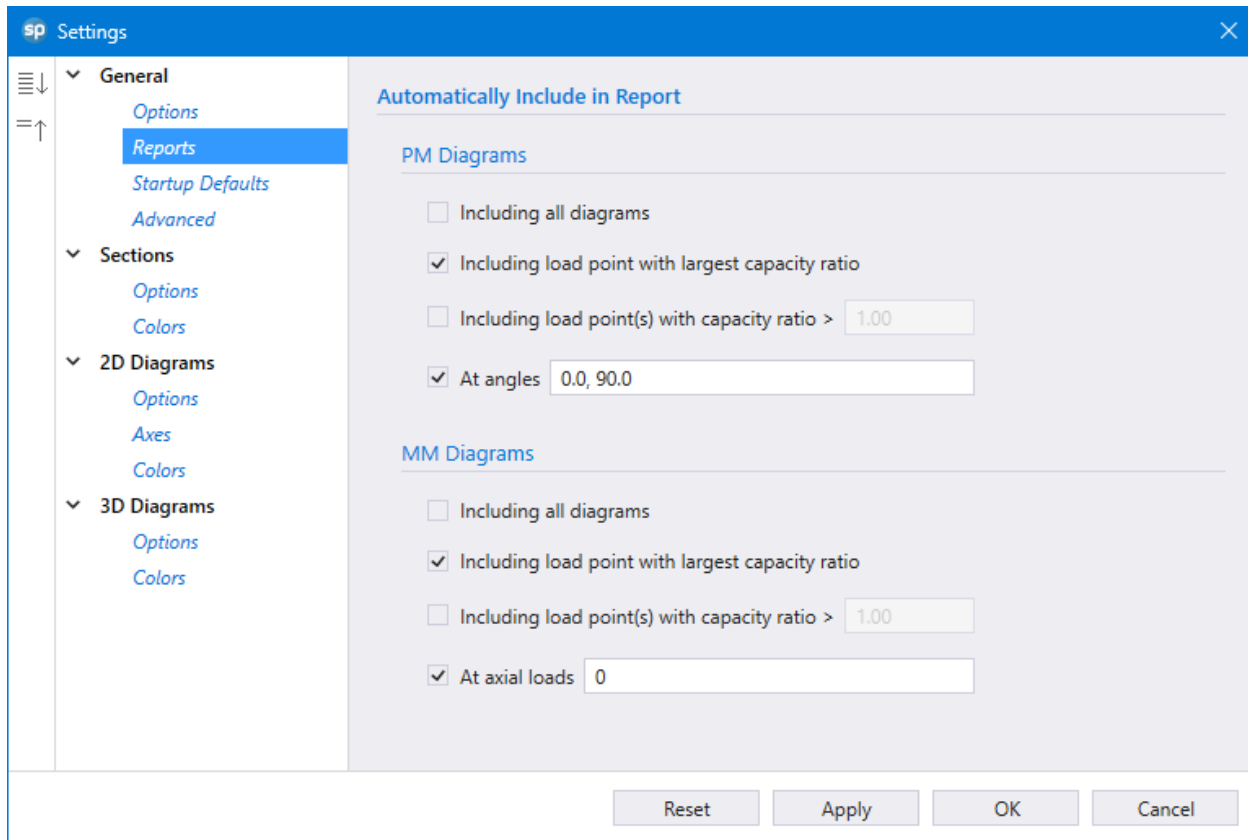 sp Settings
General
Options
Reports
Startup Defaults
Advanced
Sections
Options
Colors
2D Diagrams
Options
Axes
Colors
3D Diagrams
Options
Colors
Automatically Include in Report
PM Diagrams
Including all diagrams
Including load point with largest capacity ratio
Including load point(s) with capacity ratio > 1.00
At angles 0.0, 90.0
MM Diagrams
Including all diagrams
Including load point with largest capacity ratio
Including load point(s) with capacity ratio > 1.00
At axial loads 0
Reset Apply OK Cancel